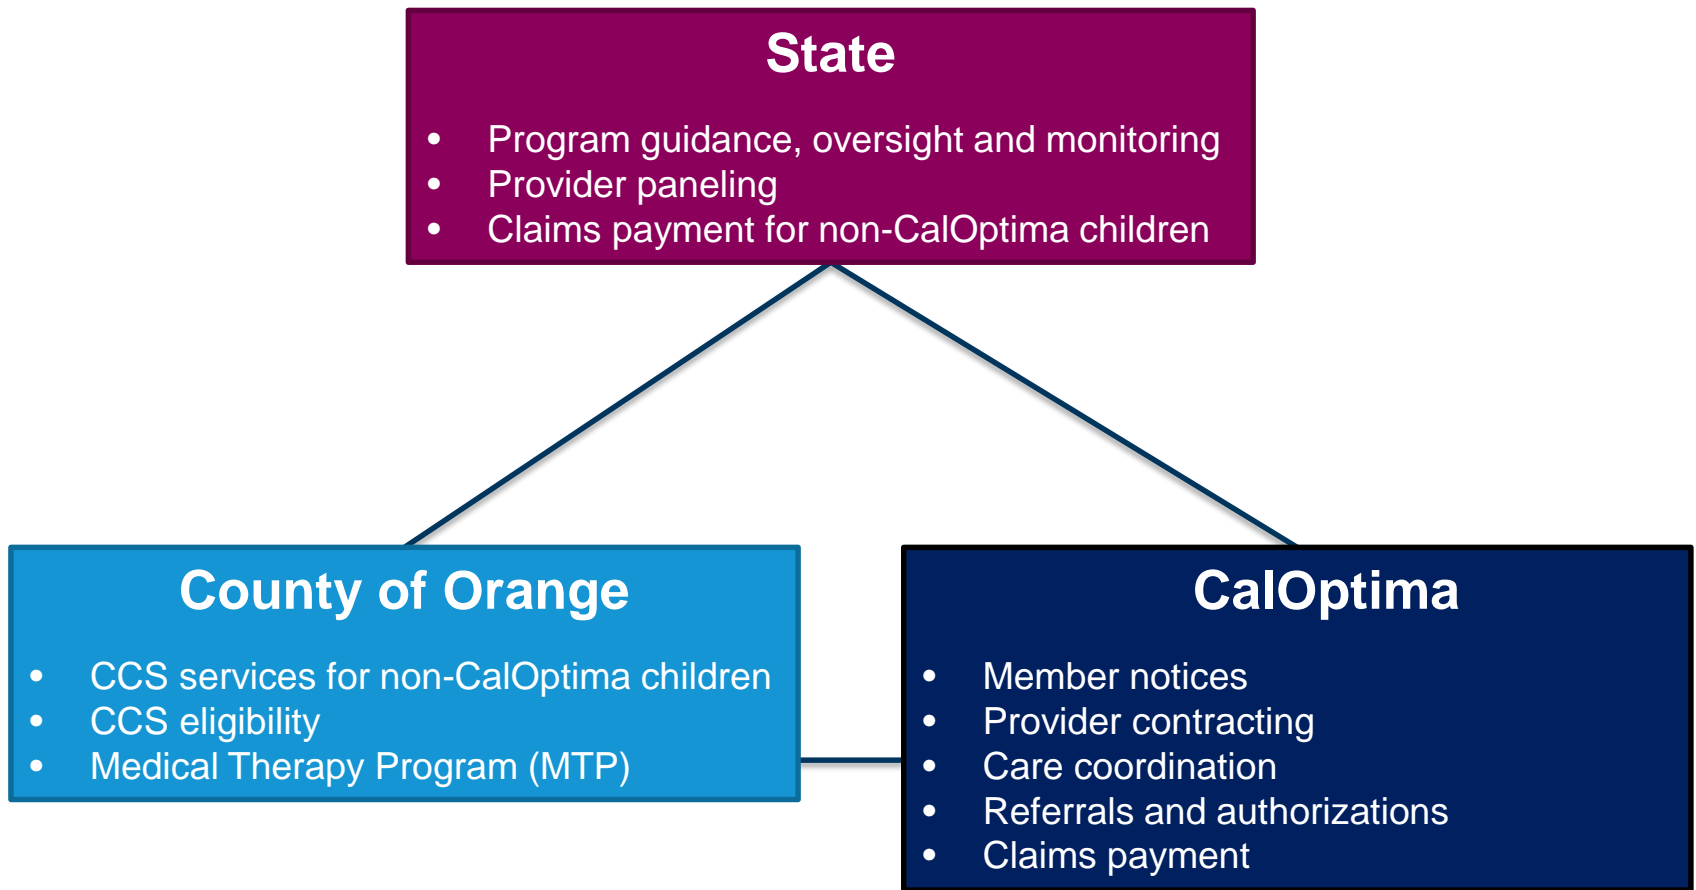 State
• Program guidance, oversight and monitoring
• Provider paneling
• Claims payment for non-CalOptima children
County of Orange
• CCS services for non-CalOptima children
• CCS eligibility
• Medical Therapy Program (MTP)
CalOptima
• Member notices
• Provider contracting
• Care coordination
• Referrals and authorizations
• Claims payment